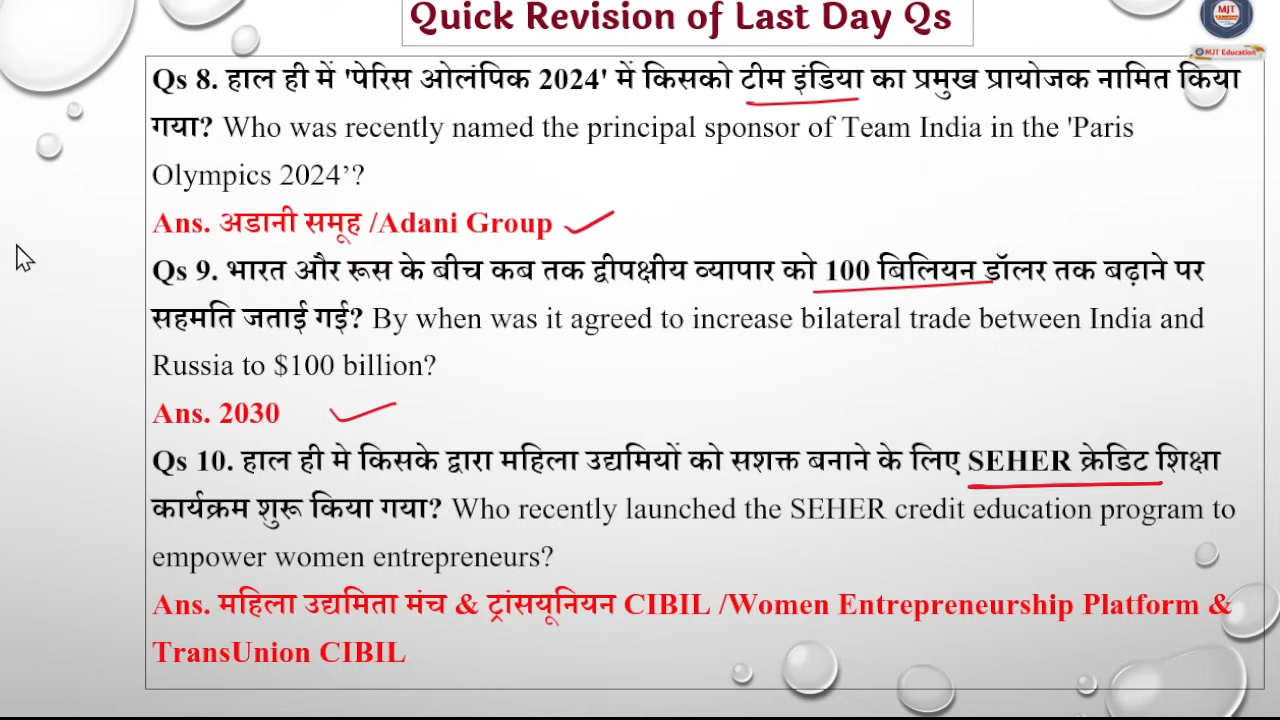 Quick Revision of Last Day Qs
MJT
MJT Education
Qs 8. हाल ही में 'पेरिस ओलंपिक 2024' में किसको टीम इंडिया का प्रमुख प्रायोजक नामित किया
गया? Who was recently named the principal sponsor of Team India in the 'Paris
Olympics 2024’?
Ans. अडानी समूह /Adani Group
Qs 9. भारत और रूस के बीच कब तक द्वीपक्षीय व्यापार को 100 बिलियन डॉलर तक बढ़ाने पर
सहमति जताई गई? By when was it agreed to increase bilateral trade between India and
Russia to $100 billion?
Ans. 2030
Qs 10. हाल ही मे किसके द्वारा महिला उद्यमियों को सशक्त बनाने के लिए SEHER क्रेडिट शिक्षा
कार्यक्रम शुरू किया गया? Who recently launched the SEHER credit education program to
empower women entrepreneurs?
Ans. महिला उद्यमिता मंच & ट्रांसयूनियन CIBIL /Women Entrepreneurship Platform &
TransUnion CIBIL